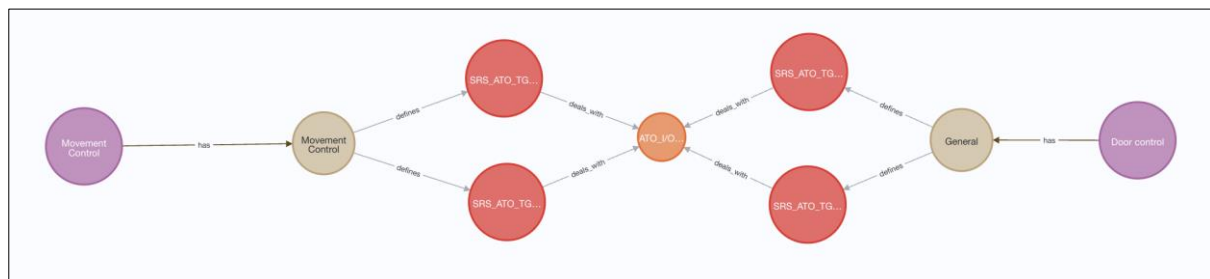 Movement
Control
has
Movement
Control
defines
defines
SRS_ATO_TG...
SRS_ATO_TG...
deals_with
deals_with
ATO_I/O...
deals_with
deals_with
SRS_ATO_TG...
SRS_ATO_TG...
defines
defines
General
has
Door control